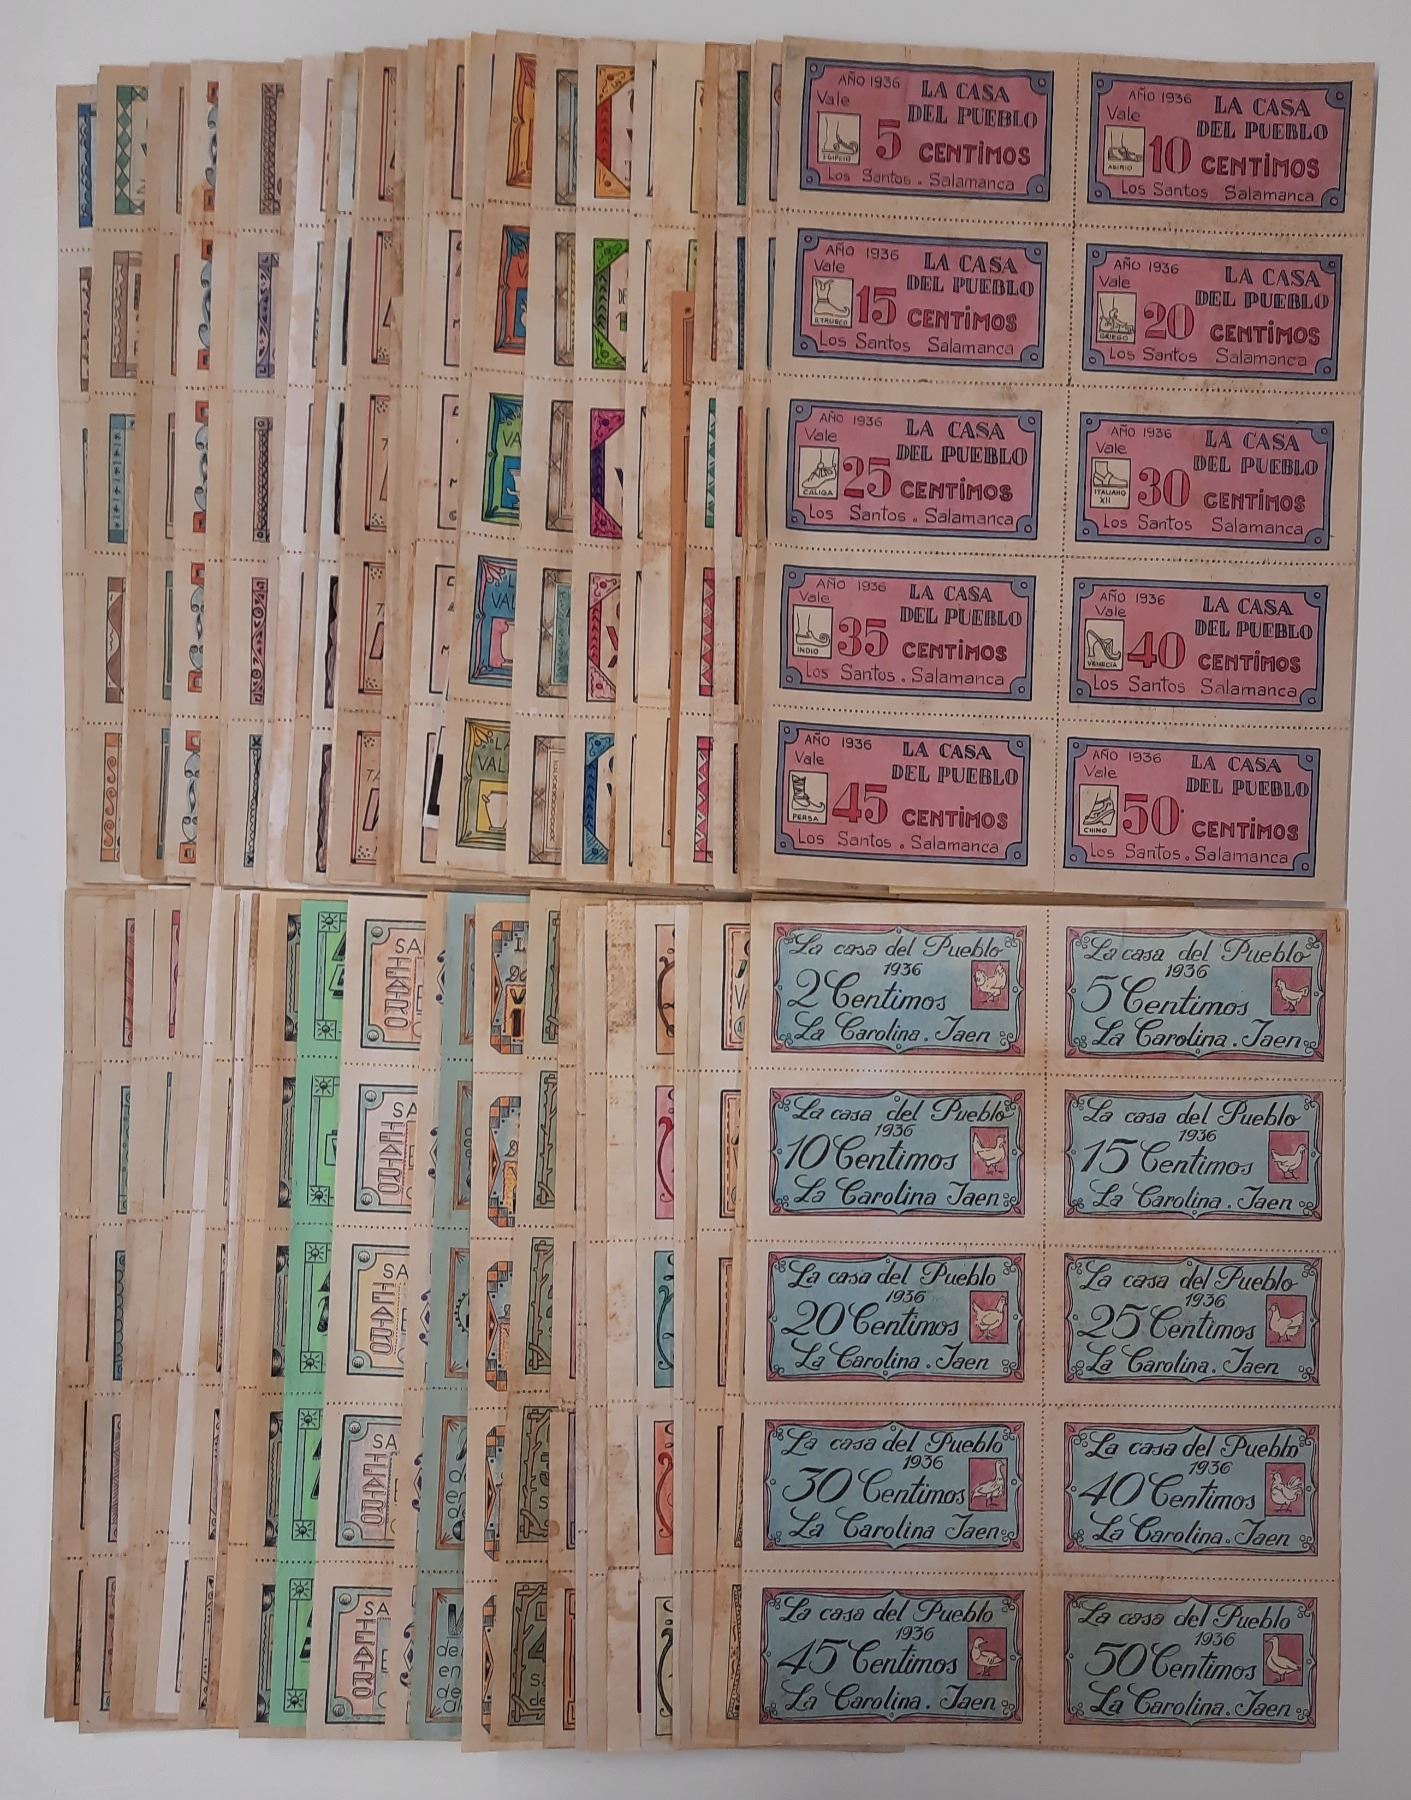 AÑO 1936
LA CASA
Vale
DEL PUEBLO
5 CENTIMOS
EGIPCIO
Los Santos . Salamanca
AÑO 1936
LA CASA
Vale
DEL PUEBLO
10 CENTIMOS
ASIRIO
Los Santos Salamanca
AÑO 1936
LA CASA
Vale
DEL PUEBLO
15 CENTIMOS
ETRUSCO
Los Santos Salamanca
AÑO 1936
LA CASA
Vale
DEL PUEBLO
20 CENTIMOS
GRIEGO
Los Santos Salamanca
AÑO 1936
LA CASA
Vale
DEL PUEBLO
25 CENTIMOS
CALIGA
Los Santos . Salamanca
AÑO 1936
LA CASA
Vale
DEL PUEBLO
30 CENTIMOS
ITALIANO
XII
Los Santos Salamanca
AÑO 1936
LA CASA
Vale
DEL PUEBLO
35 CENTIMOS
INDIO
Los Santos . Salamanca
AÑO 1936
LA CASA
Vale
DEL PUEBLO
40 CENTIMOS
VENECIA
Los Santos Salamanca
AÑO 1936
LA CASA
Vale
DEL PUEBLO
45 CENTIMOS
PERSA
Los Santos . Salamanca
AÑO 1936
LA CASA
Vale
DEL PUEBLO
50 CENTIMOS
CHINO
Los Santos . Salamanca
La casa del Pueblo
1936
2 Centimos
La Carolina . Jaen
La casa del Pueblo
1936
5 Centimos
La Carolina . Jaen
La casa del Pueblo
1936
10 Centimos
La Carolina Jaen
La casa del Pueblo
1936
15 Centimos
La Carolina . Jaen
La casa del Pueblo
1936
20 Centimos
La Carolina . Jaen
La casa del Pueblo
1936
25 Centimos
La Carolina . Jaen
La casa del Pueblo
1936
30 Centimos
La Carolina Jaen
La casa del Pueblo
1936
40 Centimos
La Carolina . Jaen
La casa del Pueblo
1936
45 Centimos
La Carolina . Jaen
La casa del Pueblo
1936
50 Centimos
La Carolina . Jaen